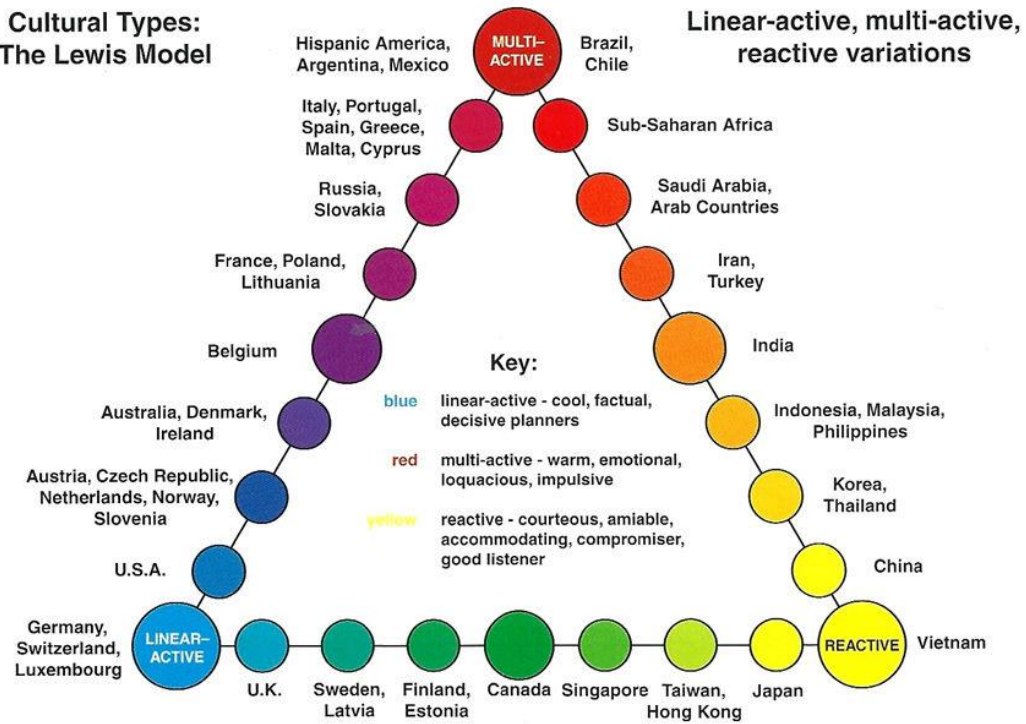 Cultural Types:
The Lewis Model
Linear-active, multi-active,
reactive variations
Hispanic America,
Argentina, Mexico
MULTI–
ACTIVE
Brazil,
Chile
Italy, Portugal,
Spain, Greece,
Malta, Cyprus
Sub-Saharan Africa
Russia,
Slovakia
Saudi Arabia,
Arab Countries
France, Poland,
Lithuania
Iran,
Turkey
Belgium
India
Key:
blue linear-active - cool, factual,
decisive planners
red multi-active - warm, emotional,
loquacious, impulsive
yellow reactive - courteous, amiable,
accommodating, compromiser,
good listener
Australia, Denmark,
Ireland
Indonesia, Malaysia,
Philippines
Austria, Czech Republic,
Netherlands, Norway,
Slovenia
Korea,
Thailand
U.S.A.
China
Germany,
Switzerland,
Luxembourg
LINEAR–
ACTIVE
REACTIVE
Vietnam
U.K.
Sweden,
Latvia
Finland,
Estonia
Canada
Singapore
Taiwan,
Hong Kong
Japan